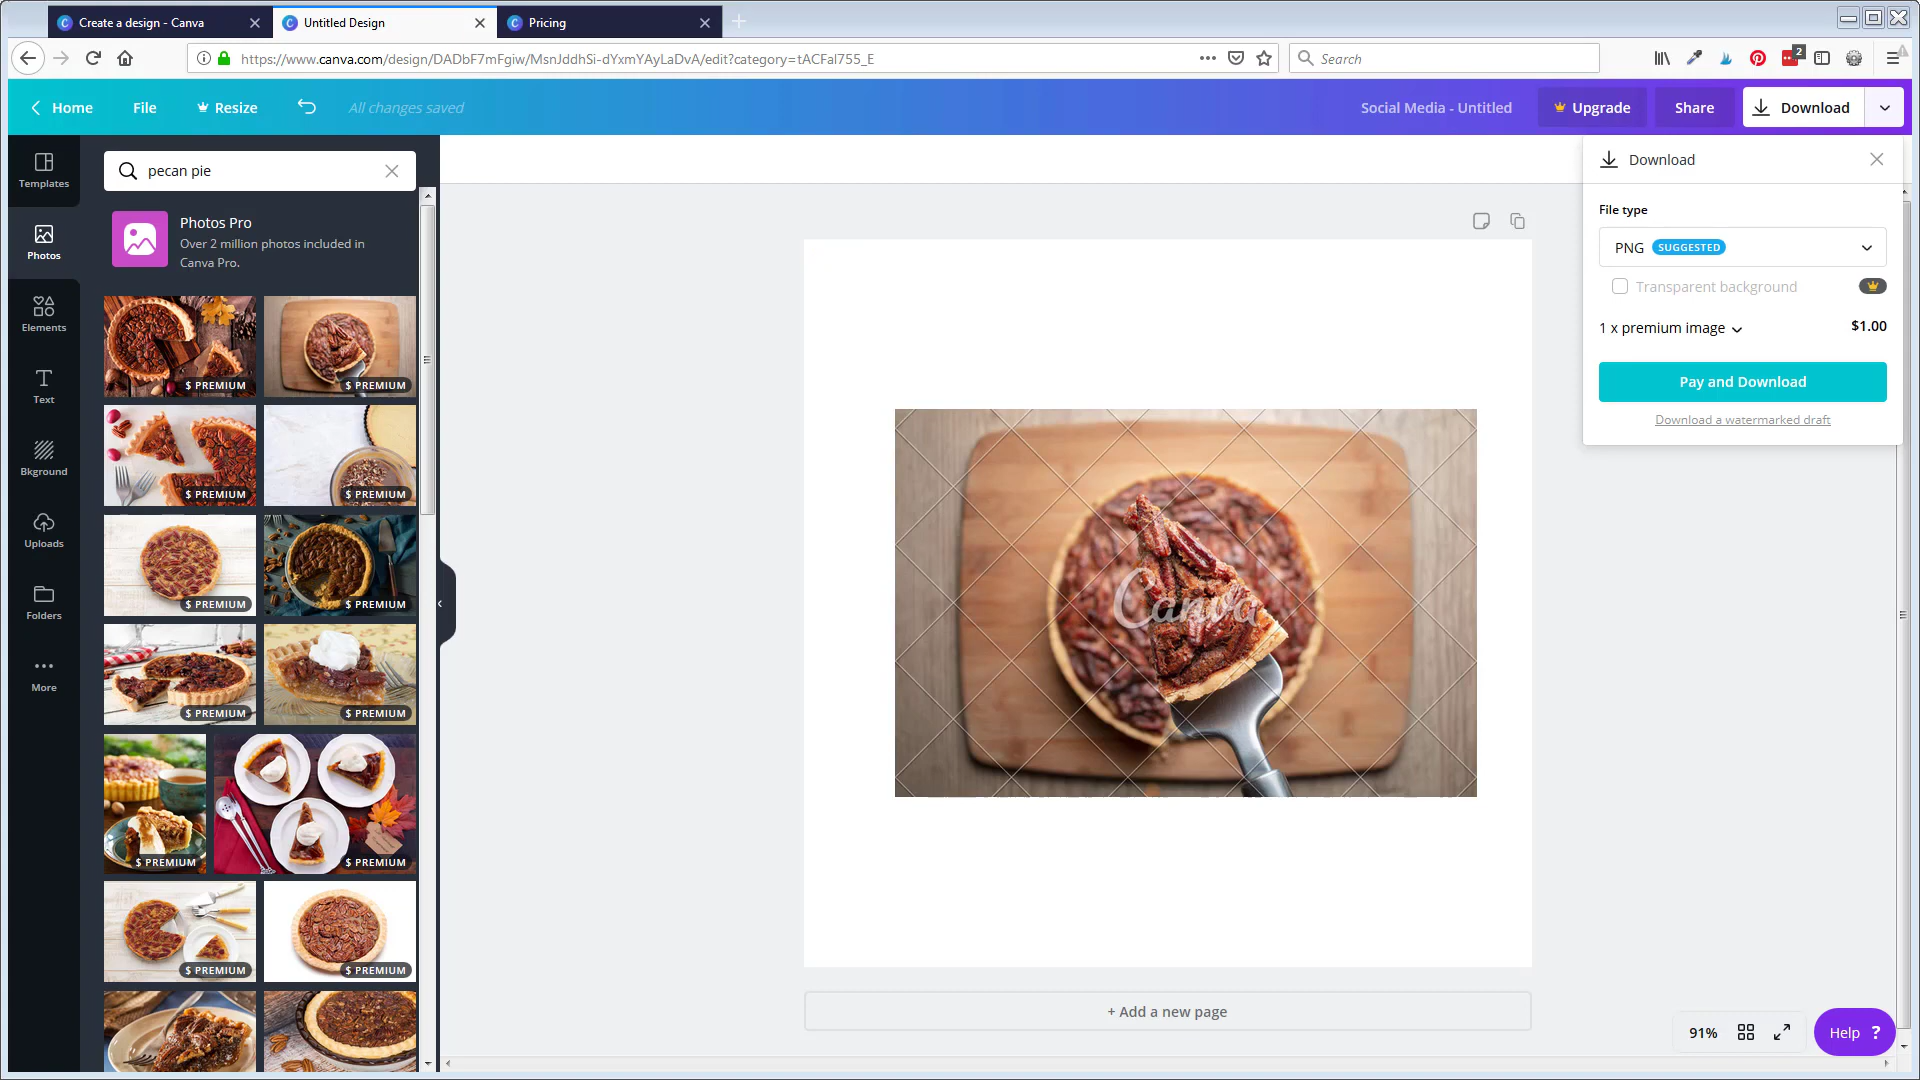 Create a design - Canva
Untitled Design
Pricing
https://www.canva.com/design/DADbF7mFgiw/MsnJddhSi-dYxmYAyLaDvA/edit?category=tACFal755_E
Search
2
Home
File
Resize
All changes saved
Social Media - Untitled
Upgrade
Share
Download
Templates
Photos
Elements
Text
Bkground
Uploads
Folders
More
pecan pie
Photos Pro
Over 2 million photos included in
Canva Pro.
$ PREMIUM
$ PREMIUM
$ PREMIUM
$ PREMIUM
$ PREMIUM
$ PREMIUM
$ PREMIUM
$ PREMIUM
$ PREMIUM
$ PREMIUM
$ PREMIUM
$ PREMIUM
Canva
+ Add a new page
Download
File type
PNG SUGGESTED
Transparent background
1 x premium image $1.00
Pay and Download
Download a watermarked draft
91%
Help ?